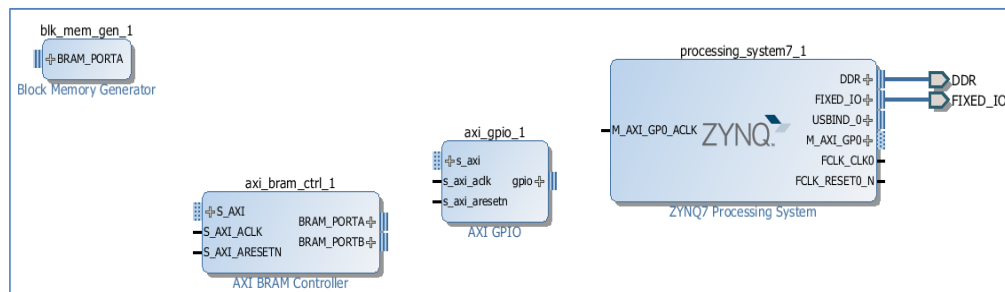 blk_mem_gen_1
BRAM_PORTA
Block Memory Generator
axi_bram_ctrl_1
S_AXI
S_AXI_ACLK
S_AXI_ARESETN
BRAM_PORTA
BRAM_PORTB
AXI BRAM Controller
axi_gpio_1
s_axi
s_axi_aclk
s_axi_aresetn
gpio
AXI GPIO
processing_system7_1
M_AXI_GP0_ACLK
ZYNQ
DDR
FIXED_IO
USBIND_0
M_AXI_GP0
FCLK_CLK0
FCLK_RESET0_N
ZYNQ7 Processing System
DDR
FIXED_IO